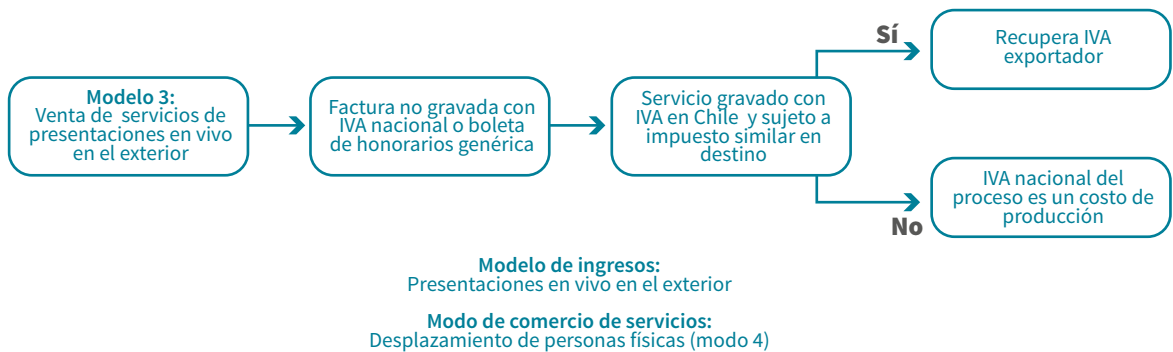 Modelo 3:
Venta de servicios de
presentaciones en vivo
en el exterior
Factura no gravada con
IVA nacional o boleta
de honorarios genérica
Servicio gravado con
IVA en Chile y sujeto a
impuesto similar en
destino
Sí
Recupera IVA
exportador
No
IVA nacional del
proceso es un costo de
producción
Modelo de ingresos:
Presentaciones en vivo en el exterior
Modo de comercio de servicios:
Desplazamiento de personas físicas (modo 4)